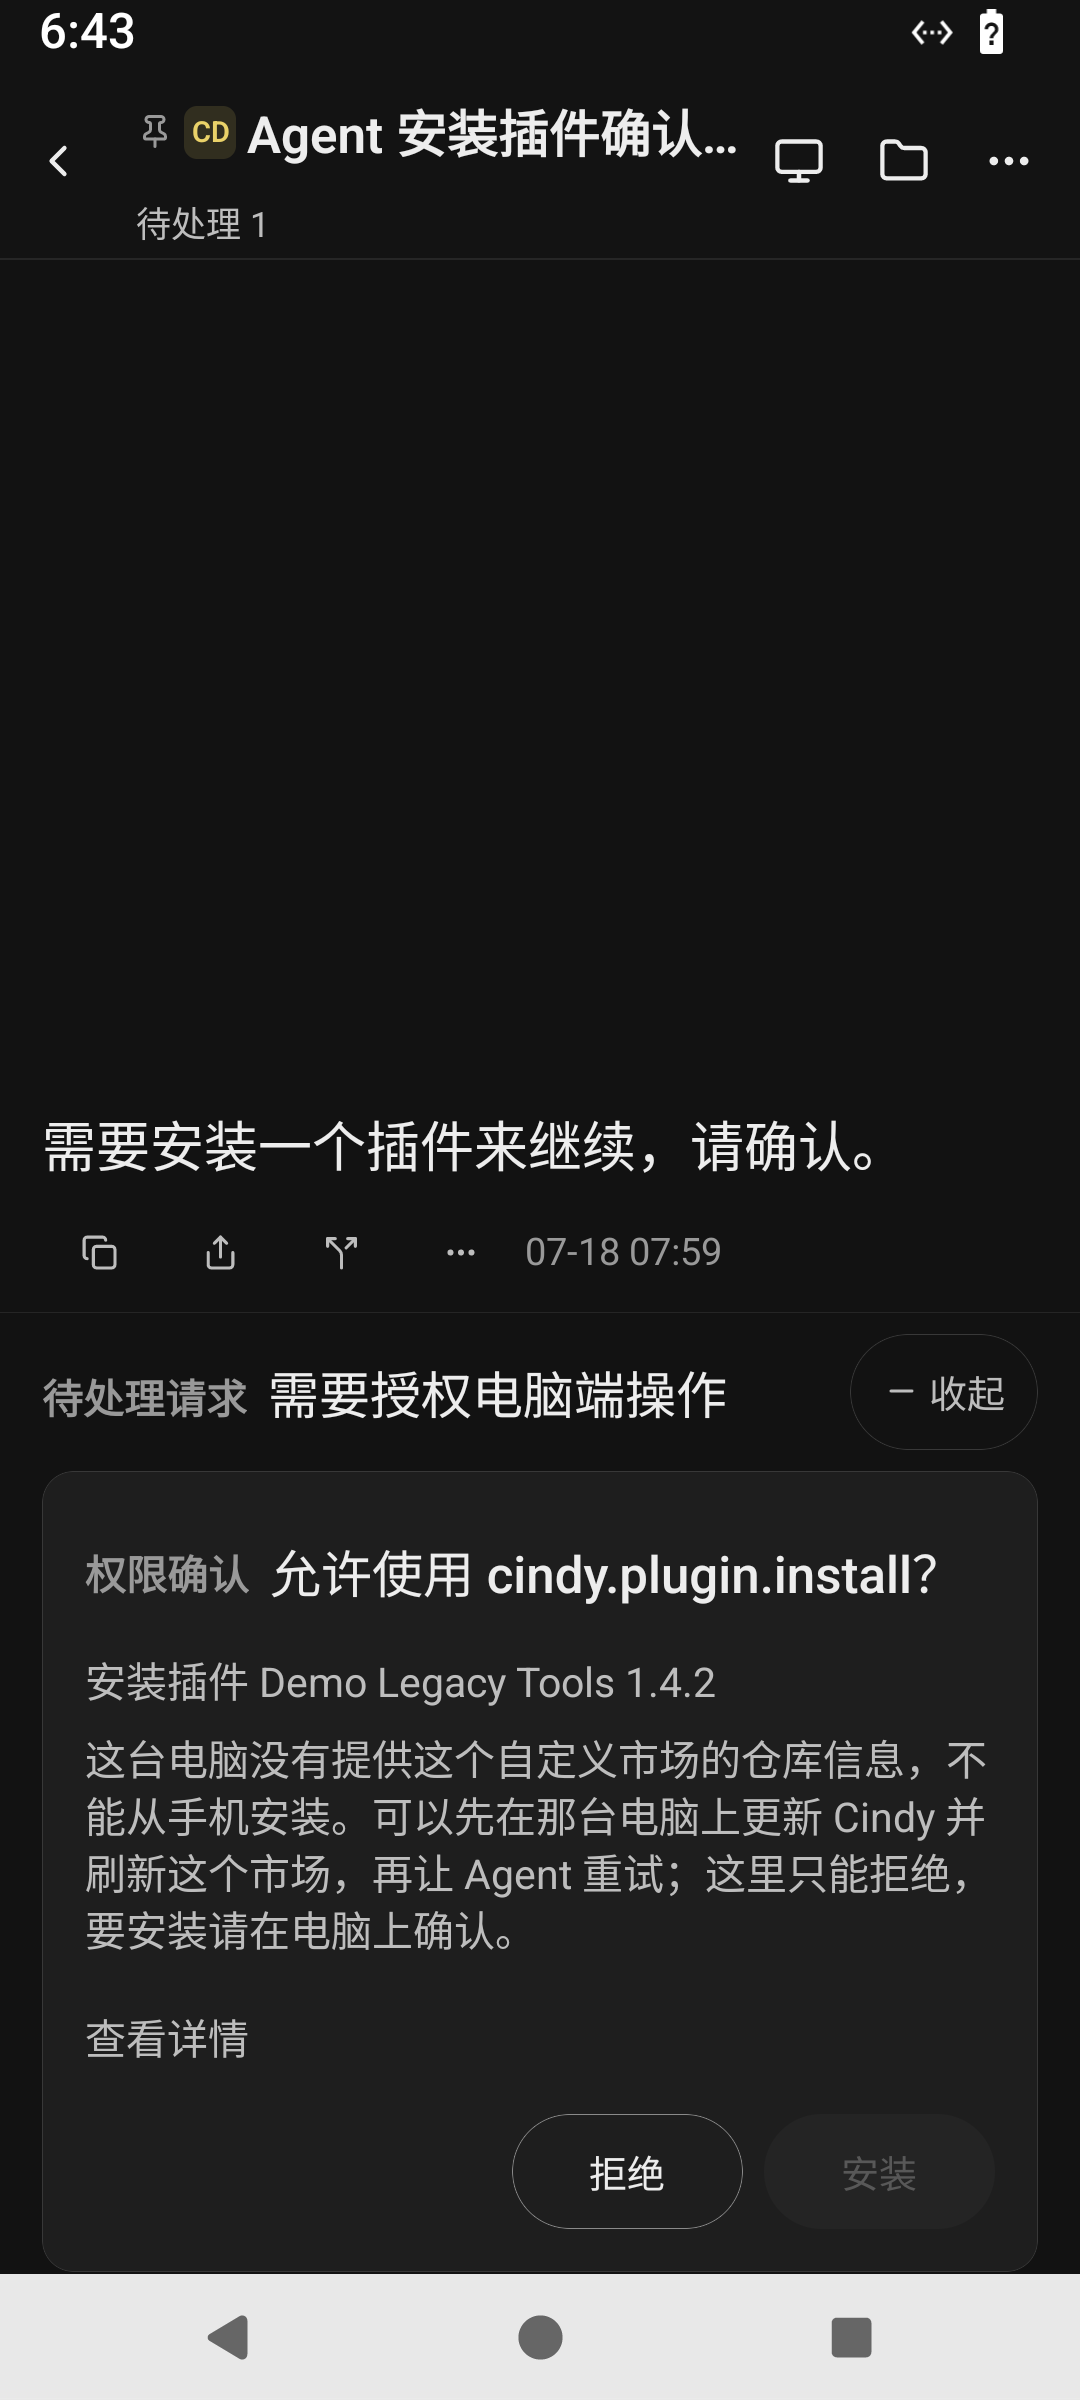 6:43
CD Agent 安装插件确认...
待处理 1
需要安装一个插件来继续，请确认。
07-18 07:59
待处理请求 需要授权电脑端操作
收起
权限确认 允许使用 cindy.plugin.install？
安装插件 Demo Legacy Tools 1.4.2
这台电脑没有提供这个自定义市场的仓库信息，不
能从手机安装。可以先在那台电脑上更新 Cindy 并
刷新这个市场，再让 Agent 重试；这里只能拒绝，
要安装请在电脑上确认。
查看详情
拒绝 安装